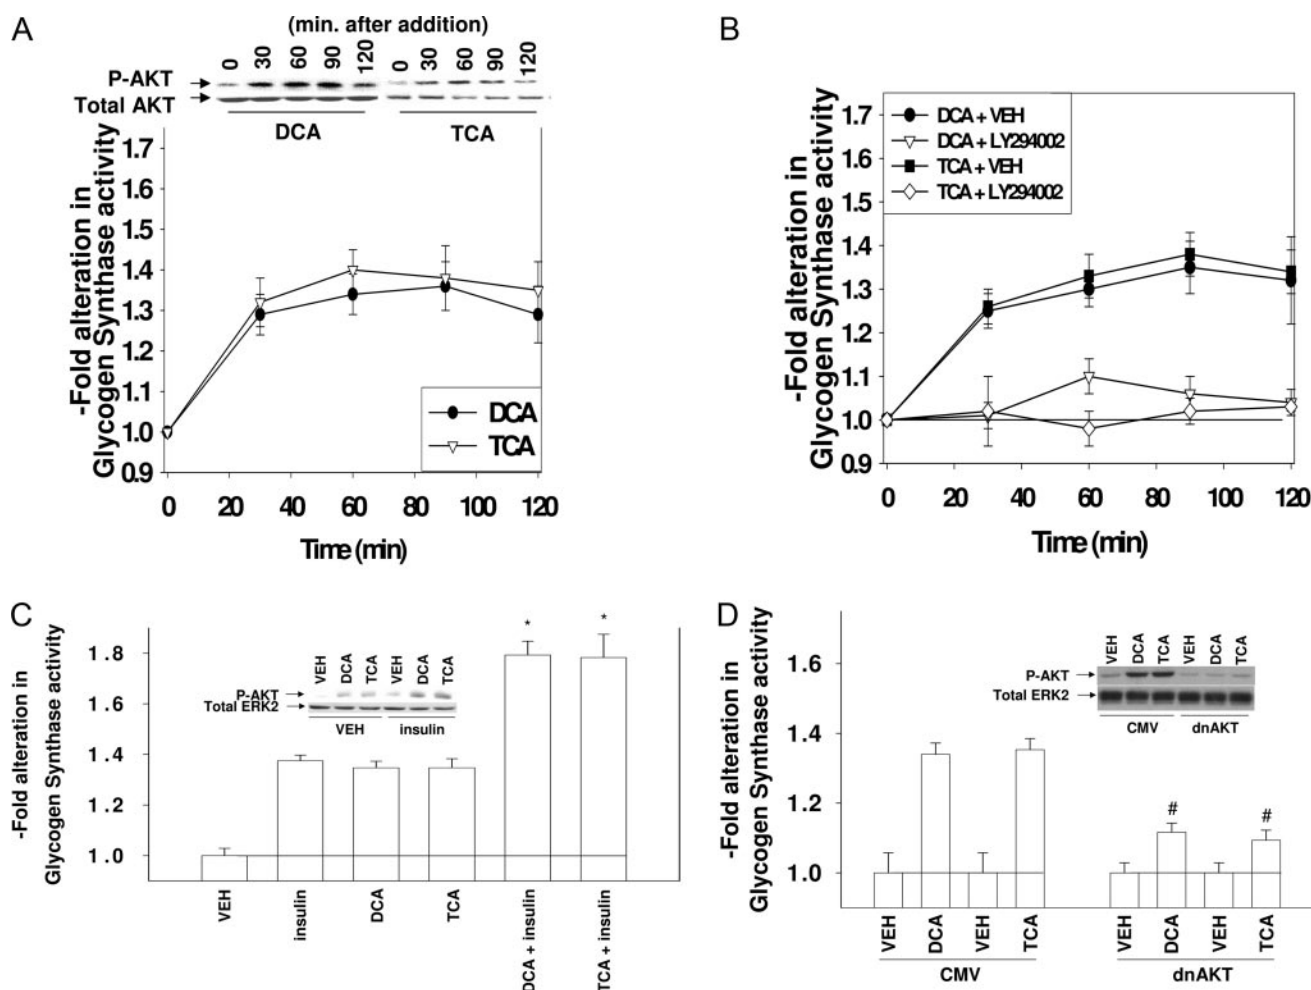 A
(min. after addition)
0 30 60 90 120 0 30 60 90 120
P-AKT
Total AKT
DCA TCA
-Fold alteration in
Glycogen Synthase activity
1.7
1.6
1.5
1.4
1.3
1.2
1.1
1.0
0.9
DCA
TCA
0 20 40 60 80 100 120
Time (min)
B
-Fold alteration in
Glycogen Synthase activity
1.7
1.6
1.5
1.4
1.3
1.2
1.1
1.0
0.9
DCA + VEH
DCA + LY294002
TCA + VEH
TCA + LY294002
0 20 40 60 80 100 120
Time (min)
C
-Fold alteration in
Glycogen Synthase activity
1.8
1.6
1.4
1.2
1.0
* *
VEH DCA TCA VEH DCA TCA
P-AKT
Total ERK2
VEH insulin
VEH insulin DCA TCA DCA + insulin TCA + insulin
D
-Fold alteration in
Glycogen Synthase activity
1.6
1.4
1.2
1.0
VEH DCA TCA VEH DCA TCA
P-AKT
Total ERK2
CMV dnAKT
# #
VEH DCA VEH TCA VEH DCA VEH TCA
CMV dnAKT